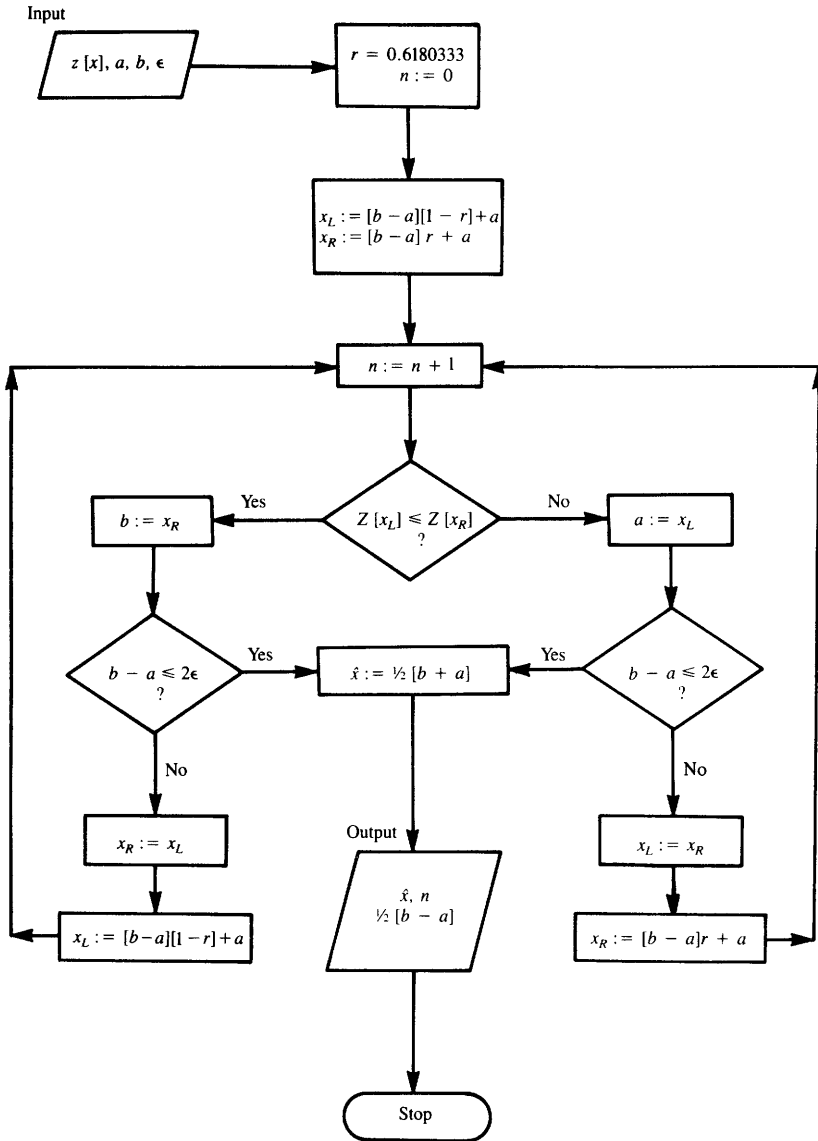 Input
z [x], a, b, ϵ
r = 0.6180333
n := 0
x_L := [b − a][1 − r]+a
x_R := [b − a] r + a
n := n + 1
Yes
No
b := x_R
Z [x_L] ⩽ Z [x_R]
?
a := x_L
b − a ⩽ 2ϵ
?
Yes
x̂ := ½ [b + a]
Yes
b − a ⩽ 2ϵ
?
No
No
x_R := x_L
Output
x_L := x_R
x̂, n
½ [b − a]
x_L := [b−a][1−r]+a
x_R := [b − a]r + a
Stop